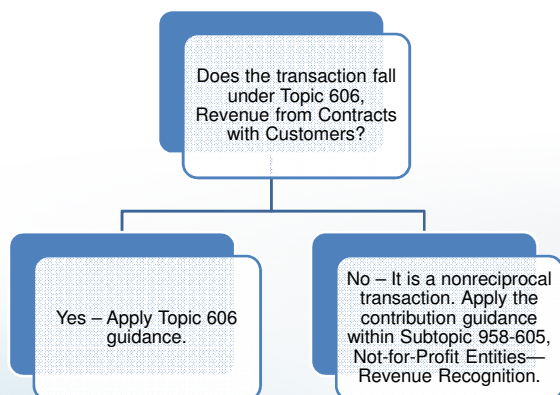 Does the transaction fall
under Topic 606,
Revenue from Contracts
with Customers?
Yes – Apply Topic 606
guidance.
No – It is a nonreciprocal
transaction. Apply the
contribution guidance
within Subtopic 958-605,
Not-for-Profit Entities—
Revenue Recognition.